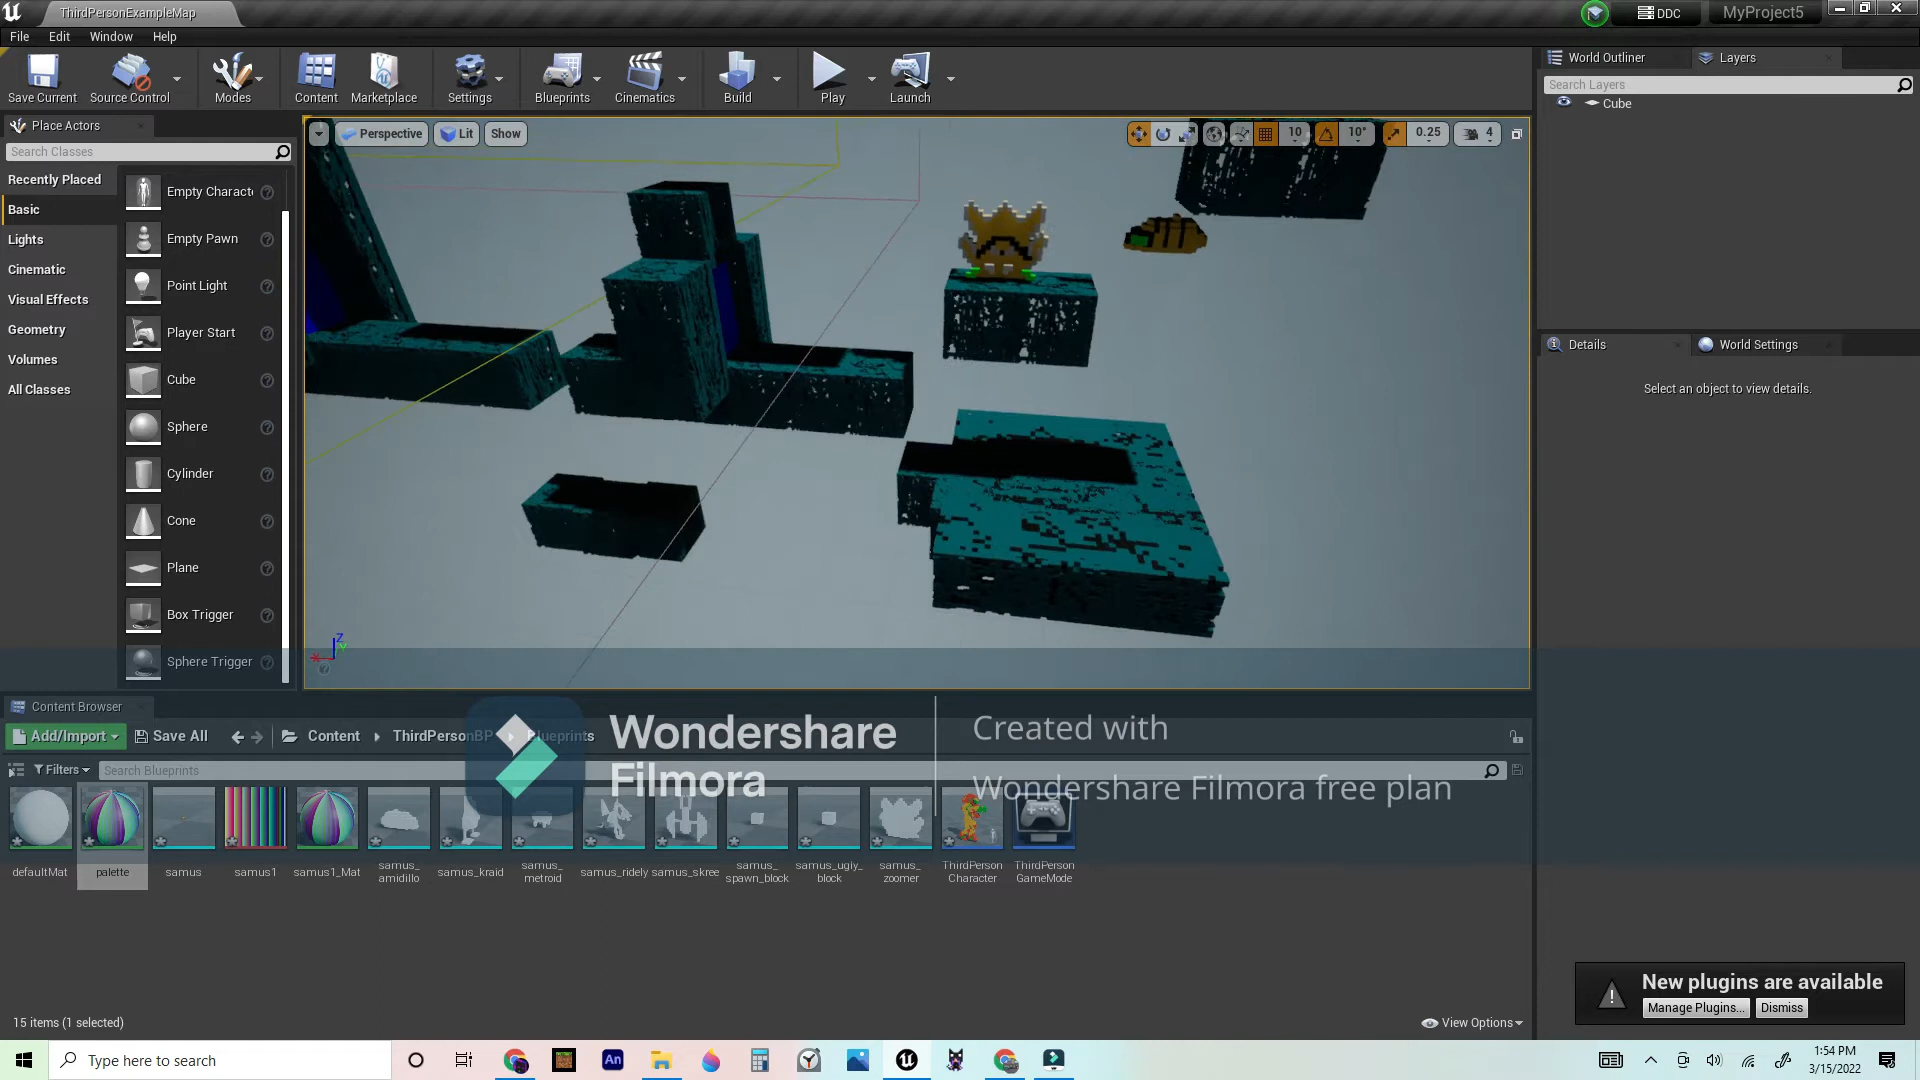 ThirdPersonExampleMap
DDC
MyProject5
File Edit Window Help
Save Current
Source Control
Modes
Content
Marketplace
Settings
Blueprints
Cinematics
Build
Play
Launch
World Outliner
Layers
Search Layers
Cube
Place Actors
Search Classes
Recently Placed
Basic
Lights
Cinematic
Visual Effects
Geometry
Volumes
All Classes
Empty Charact
Empty Pawn
Point Light
Player Start
Cube
Sphere
Cylinder
Cone
Plane
Box Trigger
Sphere Trigger
Perspective
Lit
Show
10
10°
0.25
4
Z
Y
X
Details
World Settings
Select an object to view details.
Content Browser
Add/Import
Save All
Content
ThirdPersonBP
Blueprints
Filters
Search Blueprints
Wondershare
Filmora
Created with
Wondershare Filmora free plan
defaultMat
palette
samus
samus1
samus1_Mat
samus_
amidillo
samus_kraid
samus_
metroid
samus_ridely
samus_skree
samus_
spawn_block
samus_ugly_
block
samus_
zoomer
ThirdPerson
Character
ThirdPerson
GameMode
15 items (1 selected)
View Options
New plugins are available
Manage Plugins...
Dismiss
Type here to search
An
1:54 PM
3/15/2022